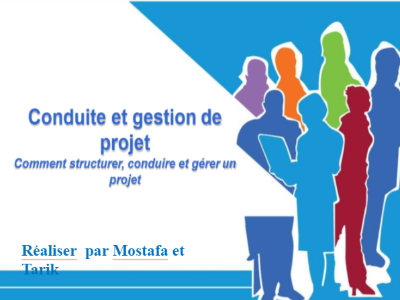 Conduite et gestion de
projet
Comment structurer, conduire et gérer un
projet
Réaliser par Mostafa et
Tarik